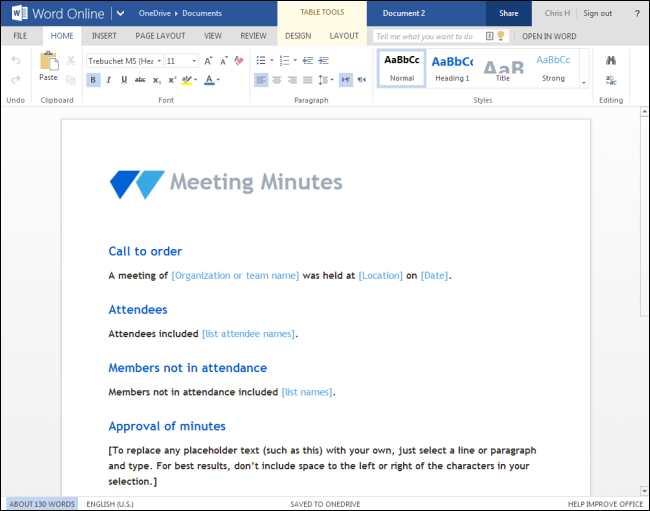 Word Online OneDrive ▸ Documents TABLE TOOLS Document 2 Share Chris H Sign out ?
FILE HOME INSERT PAGE LAYOUT VIEW REVIEW DESIGN LAYOUT Tell me what you want to do OPEN IN WORD
Paste Trebuchet MS (Hea 11 AaBbCc AaBbCc AaBb AaBbCc
B I U abc x₂ x² A Normal Heading 1 Title Strong
Undo Clipboard Font Paragraph Styles Editing
Meeting Minutes
Call to order
A meeting of [Organization or team name] was held at [Location] on [Date].
Attendees
Attendees included [list attendee names].
Members not in attendance
Members not in attendance included [list names].
Approval of minutes
[To replace any placeholder text (such as this) with your own, just select a line or paragraph
and type. For best results, don't include space to the left or right of the characters in your
selection.]
ABOUT 130 WORDS ENGLISH (U.S.) SAVED TO ONEDRIVE HELP IMPROVE OFFICE